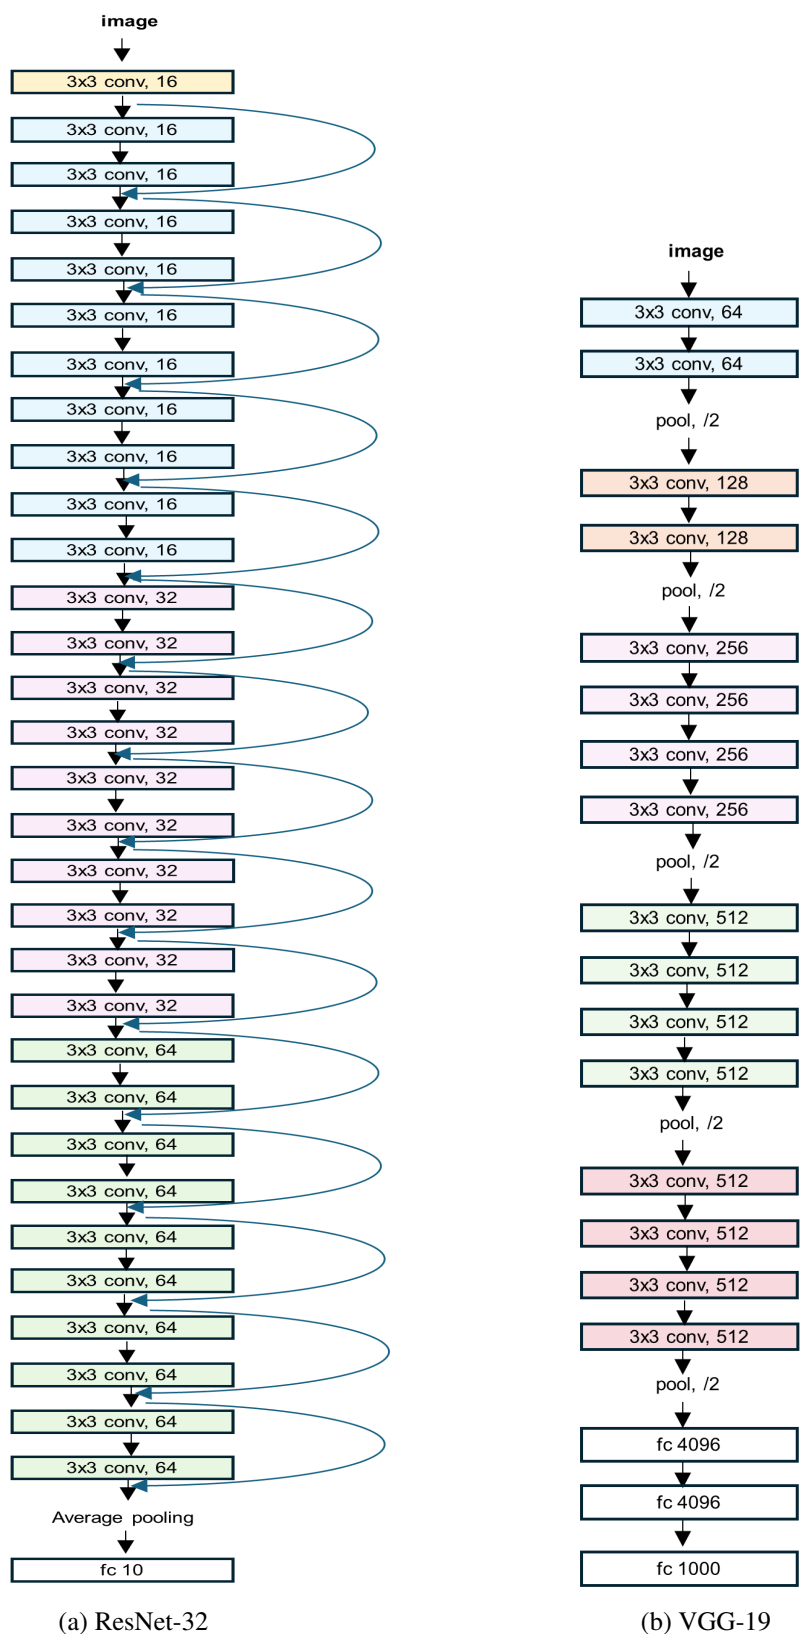 image
3x3 conv, 16
3x3 conv, 16
3x3 conv, 16
3x3 conv, 16
3x3 conv, 16
3x3 conv, 16
3x3 conv, 16
3x3 conv, 16
3x3 conv, 16
3x3 conv, 16
3x3 conv, 16
3x3 conv, 32
3x3 conv, 32
3x3 conv, 32
3x3 conv, 32
3x3 conv, 32
3x3 conv, 32
3x3 conv, 32
3x3 conv, 32
3x3 conv, 32
3x3 conv, 32
3x3 conv, 64
3x3 conv, 64
3x3 conv, 64
3x3 conv, 64
3x3 conv, 64
3x3 conv, 64
3x3 conv, 64
3x3 conv, 64
3x3 conv, 64
3x3 conv, 64
Average pooling
fc 10
(a) ResNet-32
image
3x3 conv, 64
3x3 conv, 64
pool, /2
3x3 conv, 128
3x3 conv, 128
pool, /2
3x3 conv, 256
3x3 conv, 256
3x3 conv, 256
3x3 conv, 256
pool, /2
3x3 conv, 512
3x3 conv, 512
3x3 conv, 512
3x3 conv, 512
pool, /2
3x3 conv, 512
3x3 conv, 512
3x3 conv, 512
3x3 conv, 512
pool, /2
fc 4096
fc 4096
fc 1000
(b) VGG-19